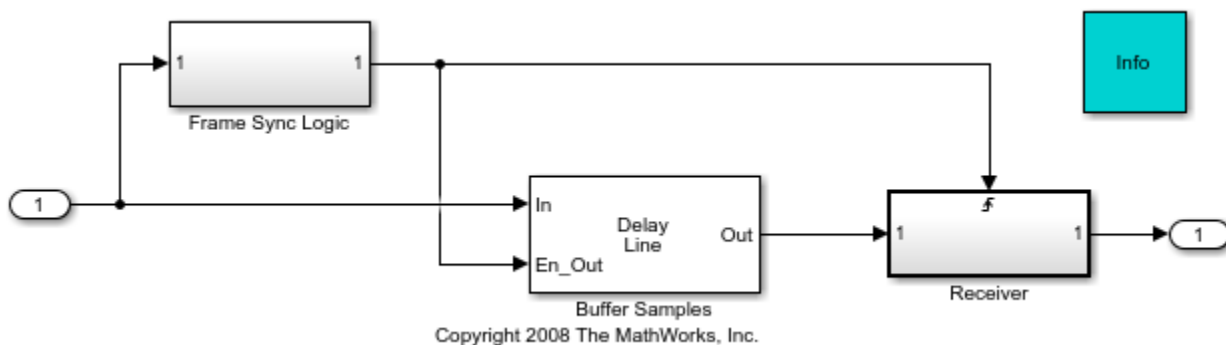 1
1
Frame Sync Logic
Info
1
In
En_Out
Delay
Line
Out
Buffer Samples
1
1
Receiver
1
Copyright 2008 The MathWorks, Inc.